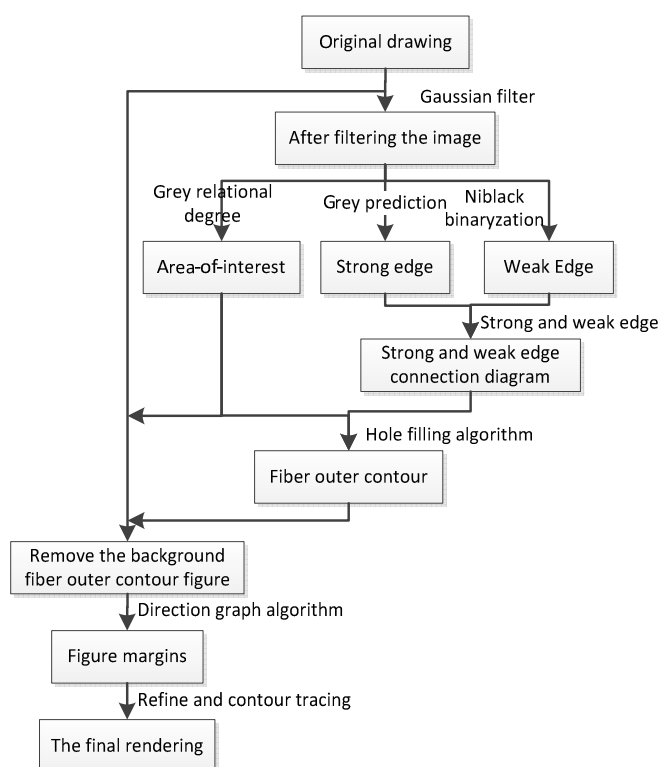 Original drawing
Gaussian filter
After filtering the image
Grey relational
degree
Grey prediction
Niblack
binaryzation
Area-of-interest
Strong edge
Weak Edge
Strong and weak edge
Strong and weak edge
connection diagram
Hole filling algorithm
Fiber outer contour
Remove the background
fiber outer contour figure
Direction graph algorithm
Figure margins
Refine and contour tracing
The final rendering